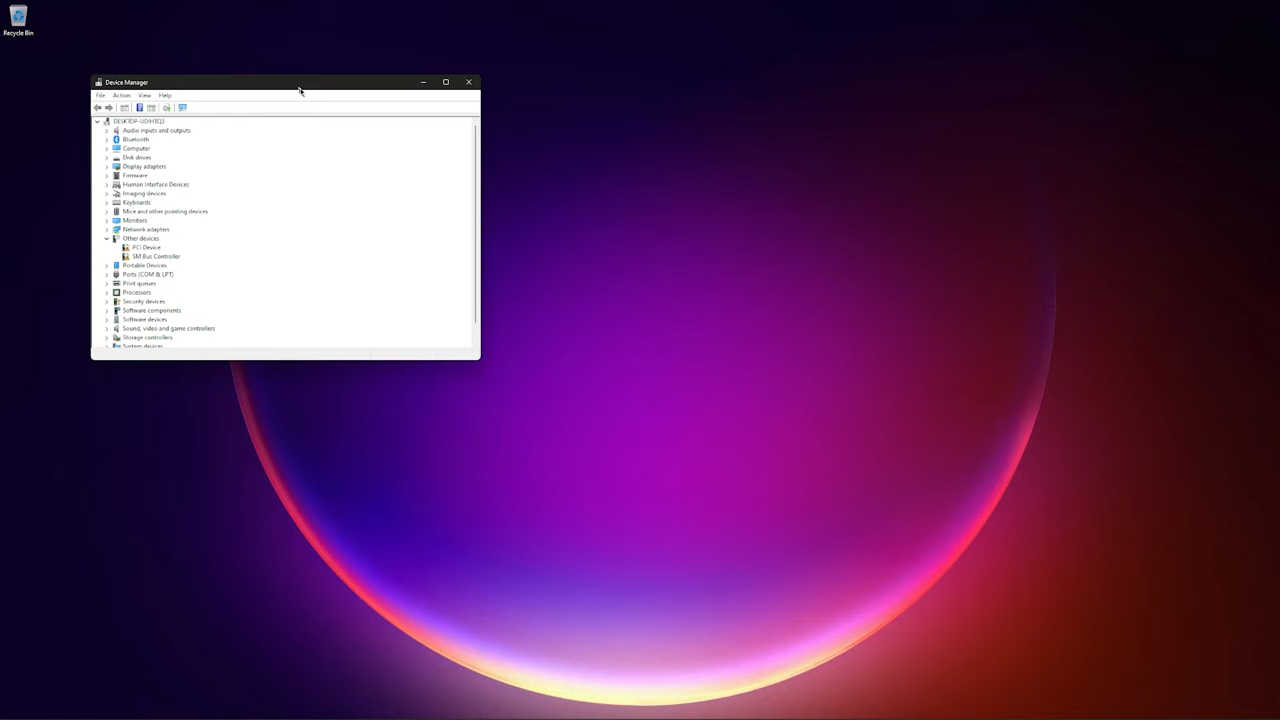 Recycle Bin
Device Manager
File Action View Help
Audio inputs and outputs
Bluetooth
Computer
Disk drives
Display adapters
Firmware
Human Interface Devices
Imaging devices
Keyboards
Mice and other pointing devices
Monitors
Network adapters
Other devices
PCI Device
SM Bus Controller
Portable Devices
Ports (COM & LPT)
Print queues
Processors
Security devices
Software components
Software devices
Sound, video and game controllers
Storage controllers
System devices